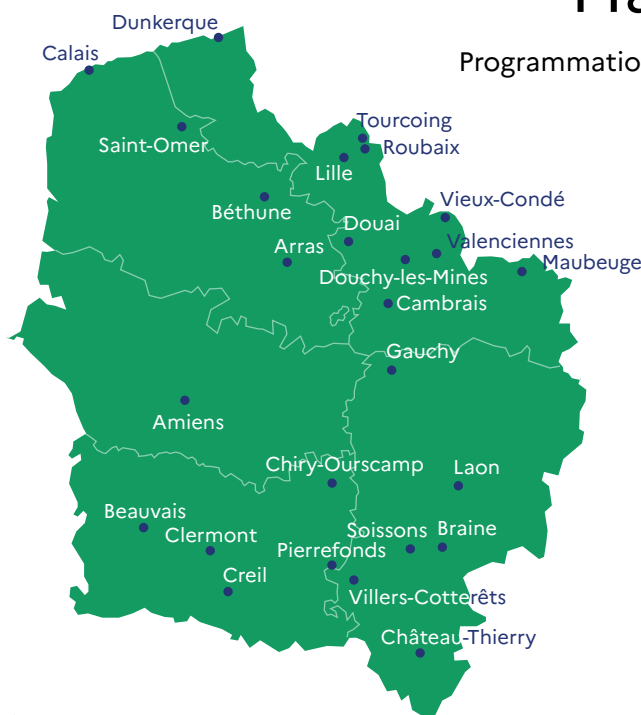 Dunkerque
Calais
Programmatio
Tourcoing
Saint-Omer
Roubaix
Lille
Béthune
Vieux-Condé
Douai
Arras
Valenciennes
Douchy-les-Mines
Maubeuge
Cambrais
Gauchy
Amiens
Chiry-Ourscamp
Laon
Beauvais
Clermont
Soissons
Braine
Pierrefonds
Creil
Villers-Cotterêts
Château-Thierry